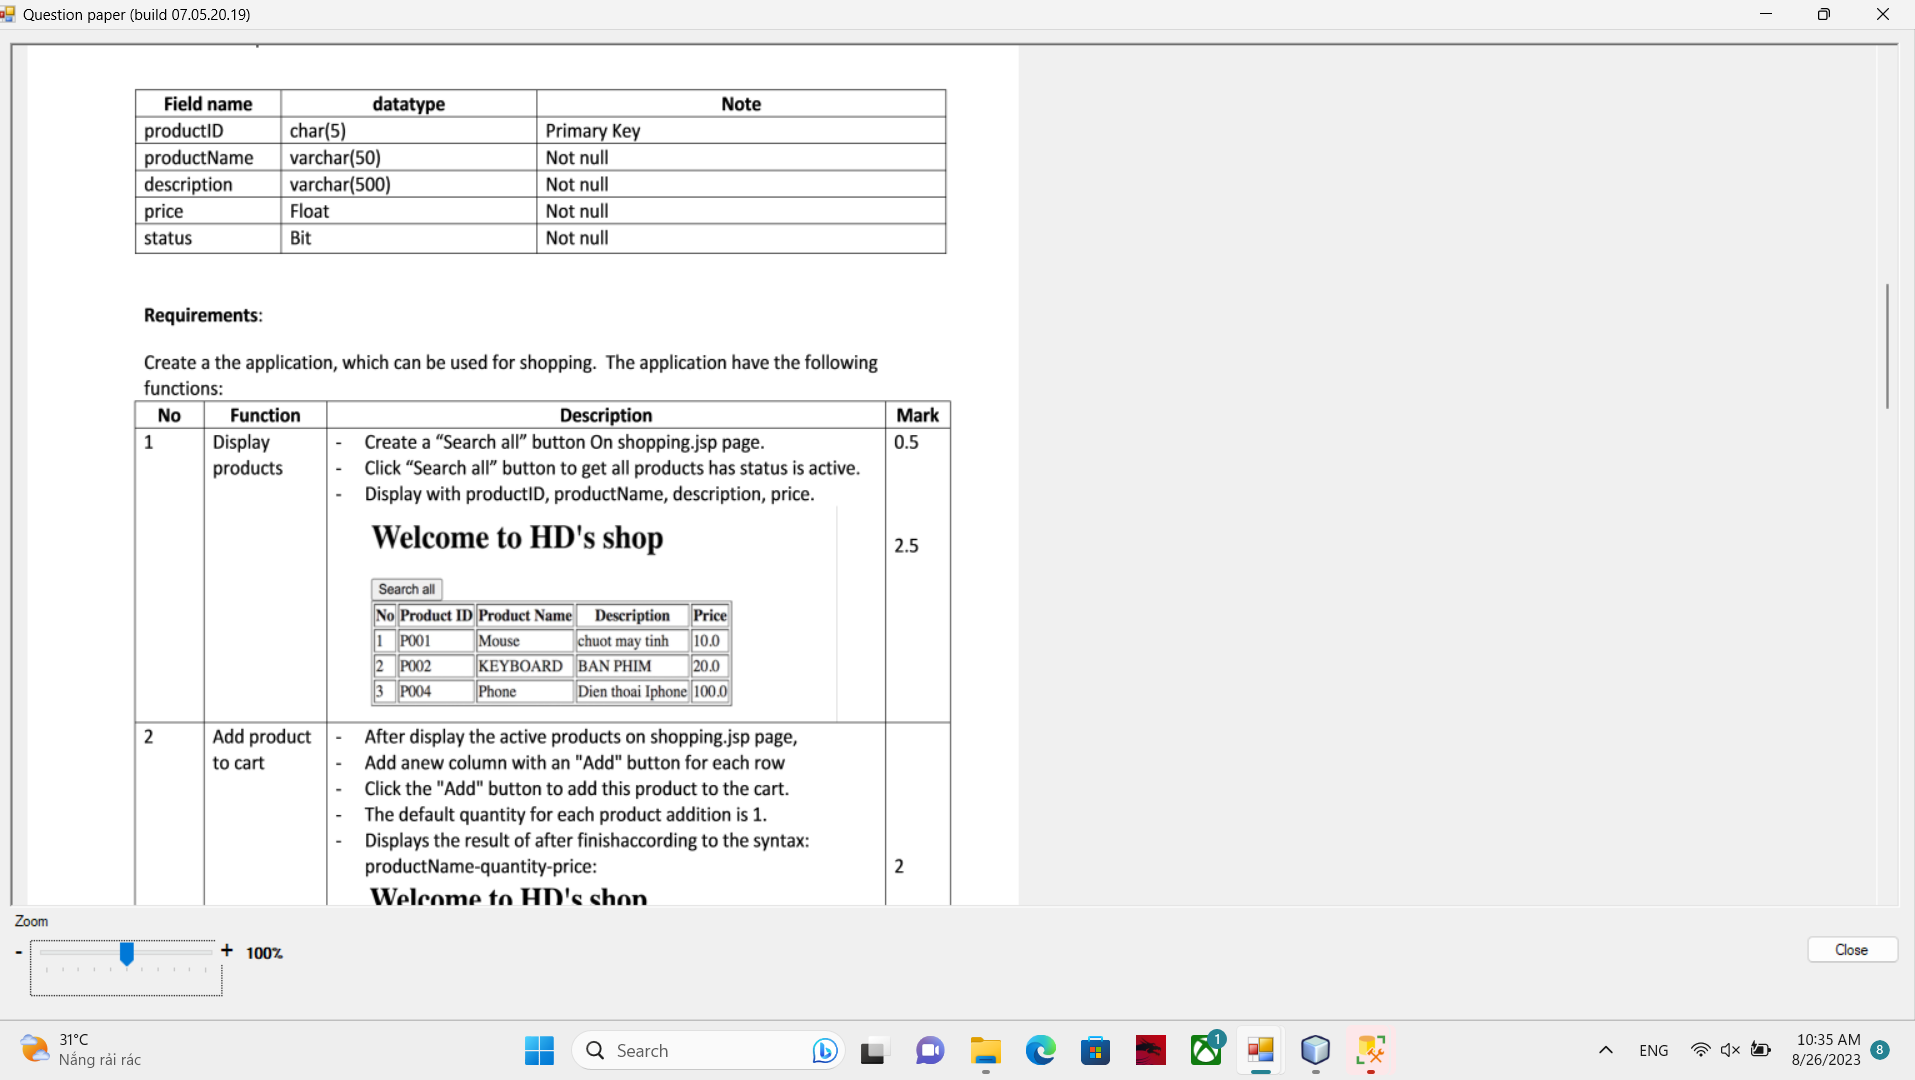 Question paper (build 07.05.20.19)
Field name datatype Note
productID char(5) Primary Key
productName varchar(50) Not null
description varchar(500) Not null
price Float Not null
status Bit Not null
Requirements:
Create a the application, which can be used for shopping. The application have the following
functions:
No Function Description Mark
1 Display - Create a “Search all” button On shopping.jsp page. 0.5
products - Click “Search all” button to get all products has status is active.
- Display with productID, productName, description, price.
Welcome to HD's shop
2.5
Search all
No Product ID Product Name Description Price
1 P001 Mouse chuot may tinh 10.0
2 P002 KEYBOARD BAN PHIM 20.0
3 P004 Phone Dien thoai Iphone 100.0
2 Add product - After display the active products on shopping.jsp page,
to cart - Add anew column with an "Add" button for each row
- Click the "Add" button to add this product to the cart.
- The default quantity for each product addition is 1.
- Displays the result of after finishaccording to the syntax:
productName-quantity-price: 2
Welcome to HD's shop
Zoom
- + 100%
Close
31°C
Nắng rải rác
Search
1
ENG
10:35 AM
8/26/2023
8